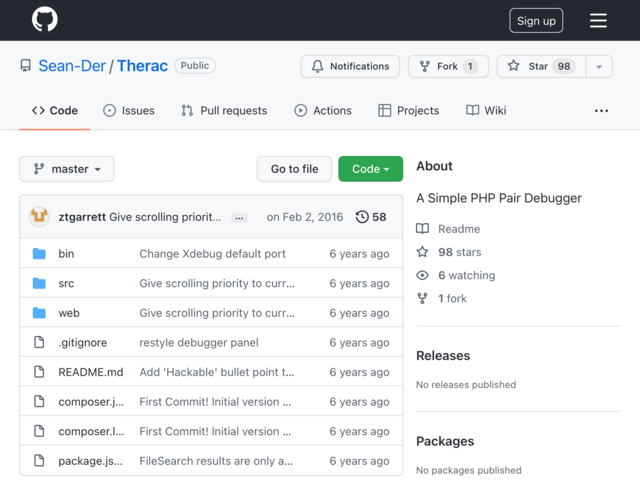 Sign up
Sean-Der / Therac Public
Notifications
Fork 1
Star 98
Code
Issues
Pull requests
Actions
Projects
Wiki
...
master
Go to file
Code
ztgarrett Give scrolling priorit... ... on Feb 2, 2016 58
bin Change Xdebug default port 6 years ago
src Give scrolling priority to curr... 6 years ago
web Give scrolling priority to curr... 6 years ago
.gitignore restyle debugger panel 6 years ago
README.md Add 'Hackable' bullet point t... 6 years ago
composer.j... First Commit! Initial version ... 6 years ago
composer.l... First Commit! Initial version ... 6 years ago
package.js... FileSearch results are only a... 6 years ago
About
A Simple PHP Pair Debugger
Readme
98 stars
6 watching
1 fork
Releases
No releases published
Packages
No packages published